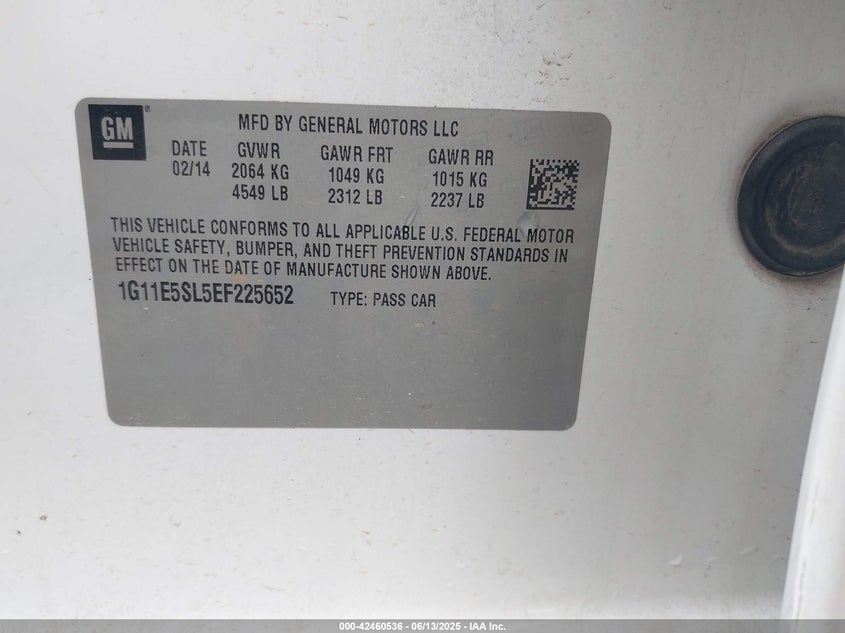 GM ®
MFD BY GENERAL MOTORS LLC
DATE GVWR GAWR FRT GAWR RR
02/14 2064 KG 1049 KG 1015 KG
4549 LB 2312 LB 2237 LB
THIS VEHICLE CONFORMS TO ALL APPLICABLE U.S. FEDERAL MOTOR
VEHICLE SAFETY, BUMPER, AND THEFT PREVENTION STANDARDS IN
EFFECT ON THE DATE OF MANUFACTURE SHOWN ABOVE.
1G11E5SL5EF225652 TYPE: PASS CAR
000-42460536 - 06/13/2025 - IAA Inc.